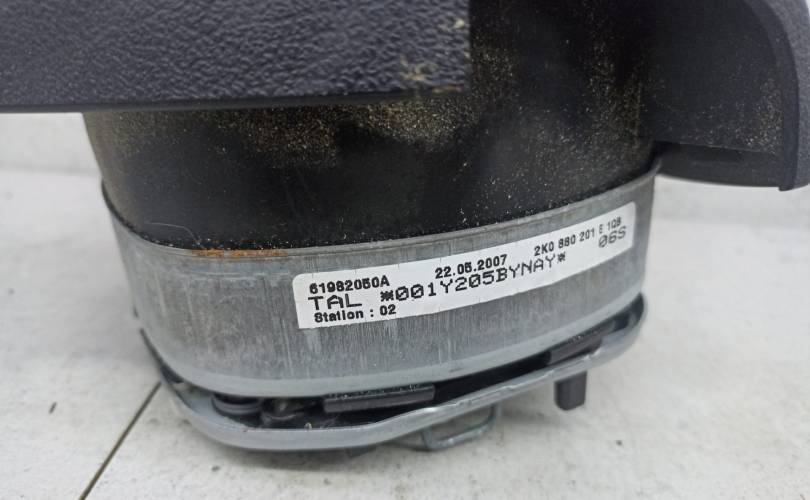 61982050A 22.05.2007 2K0 880 201 E 1QB
TAL *001Y205BYNAY* 06S
Station : 02